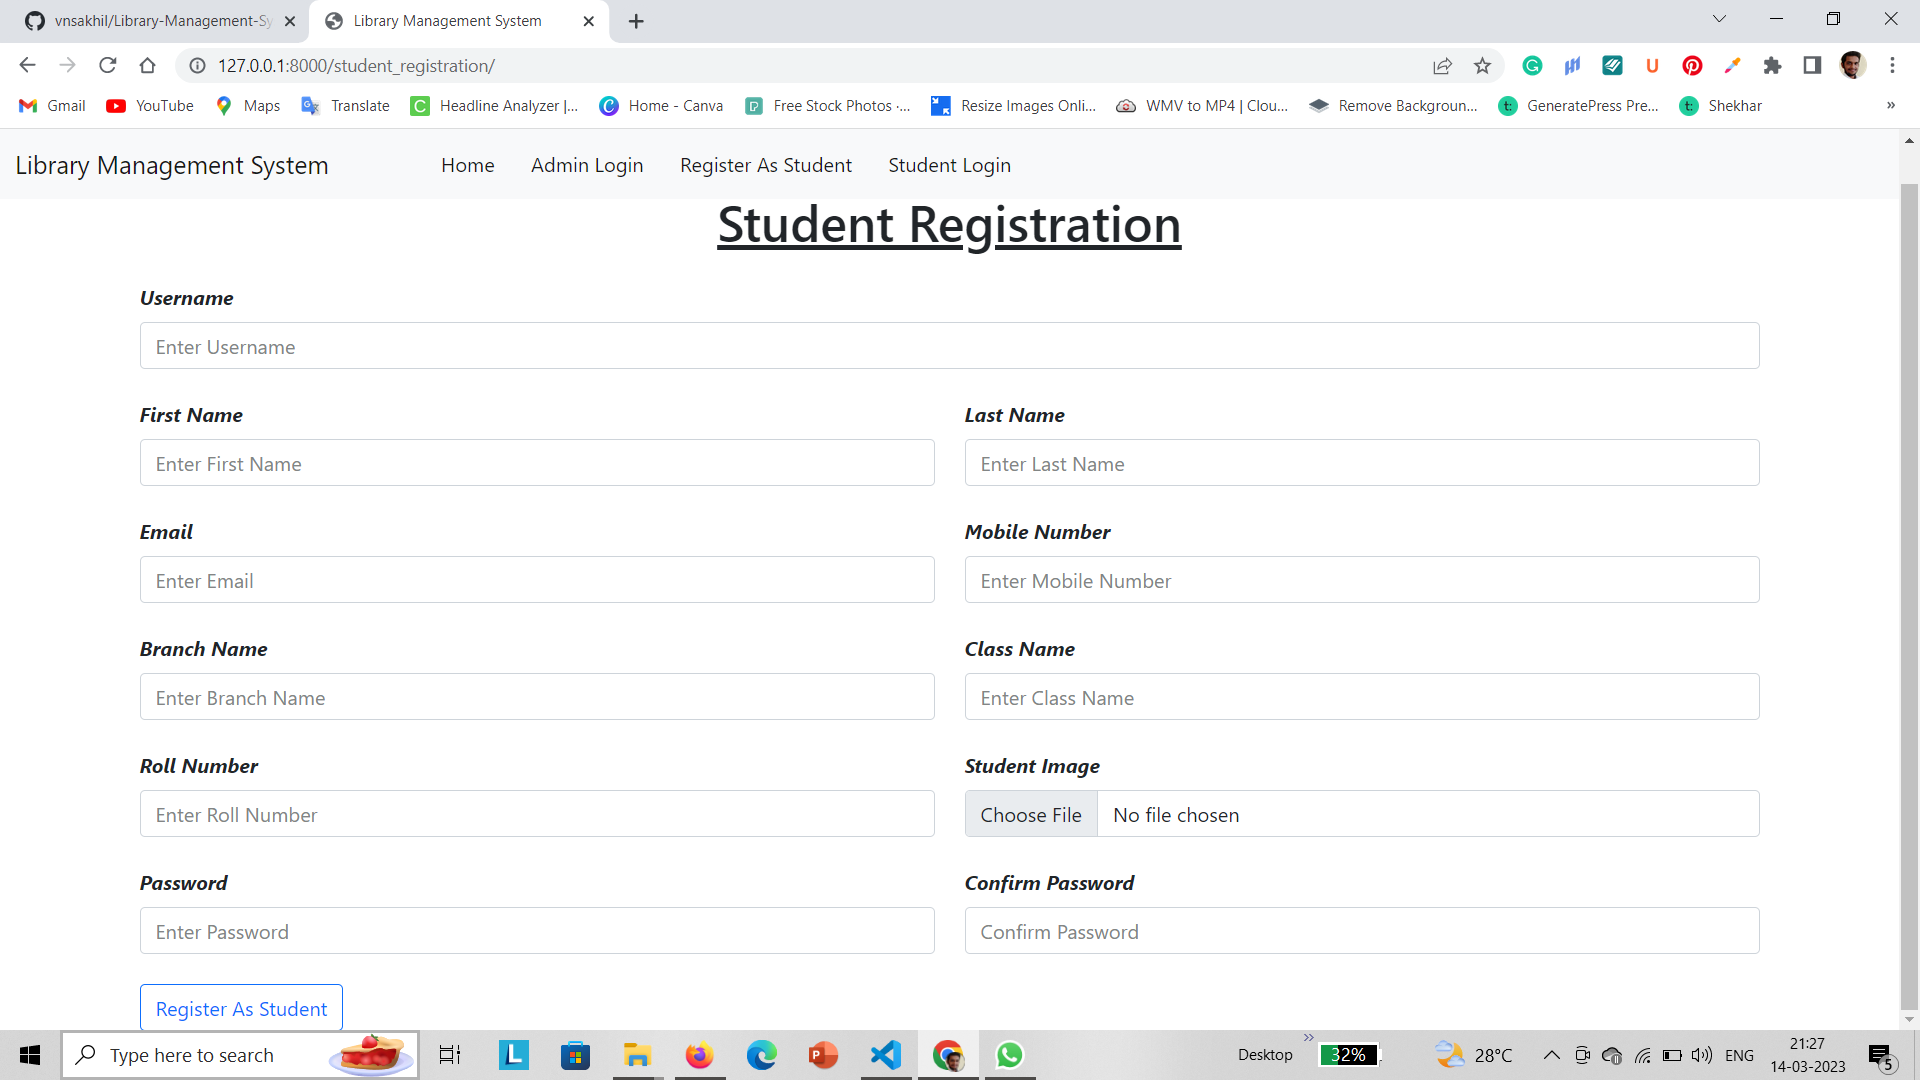 vnsakhil/Library-Management-Sy
Library Management System
127.0.0.1:8000/student_registration/
Gmail
YouTube
Maps
Translate
Headline Analyzer |...
Home - Canva
Free Stock Photos ·...
Resize Images Onli...
WMV to MP4 | Clou...
Remove Backgroun...
GeneratePress Pre...
Shekhar
»
Library Management System
Home
Admin Login
Register As Student
Student Login
Student Registration
Username
Enter Username
First Name
Last Name
Enter First Name
Enter Last Name
Email
Mobile Number
Enter Email
Enter Mobile Number
Branch Name
Class Name
Enter Branch Name
Enter Class Name
Roll Number
Student Image
Enter Roll Number
Choose File
No file chosen
Password
Confirm Password
Enter Password
Confirm Password
Register As Student
Type here to search
Desktop
»
32%
28°C
ENG
21:27
14-03-2023
5